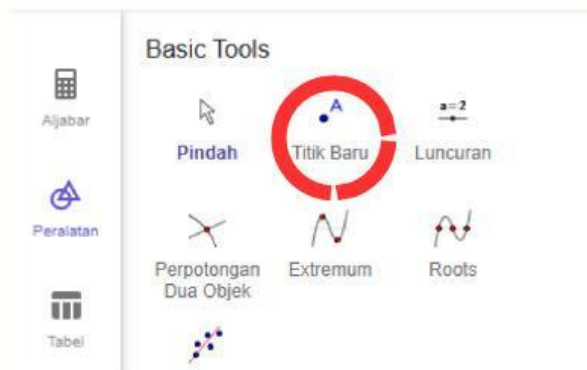 Basic Tools
Aljabar
Peralatan
Tabel
A
a=2
Pindah
Titik Baru
Luncuran
Perpotongan
Dua Objek
Extremum
Roots